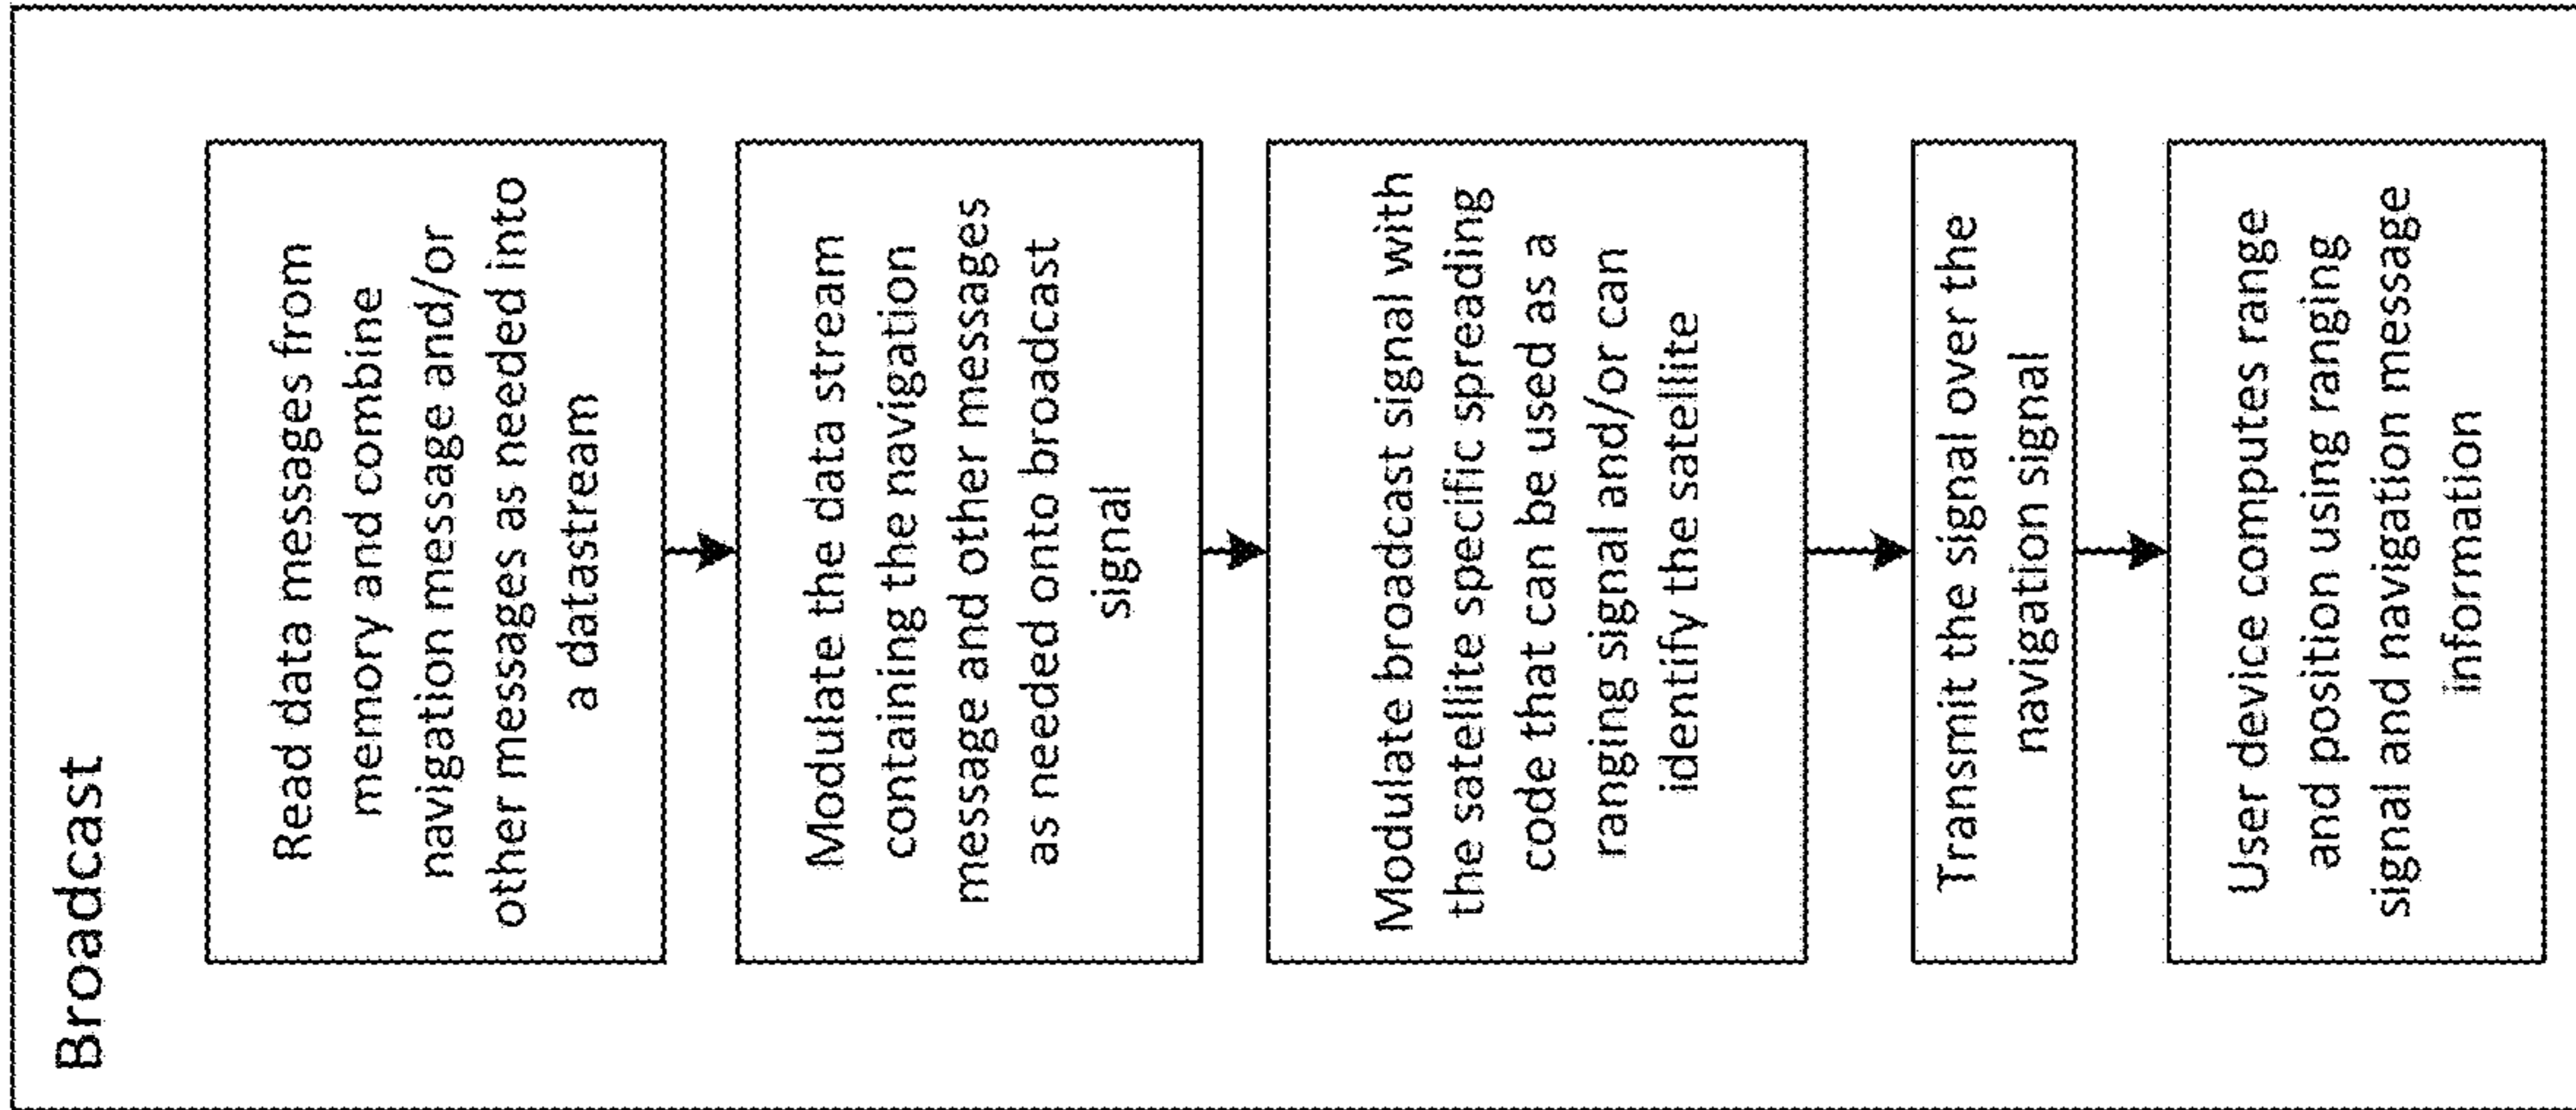 Broadcast
Read data messages from
memory and combine
navigation message and/or
other messages as needed into
a datastream
Modulate the data stream
containing the navigation
message and other messages
as needed onto broadcast
signal
Modulate broadcast signal with
the satellite specific spreading
code that can be used as a
ranging signal and/or can
identify the satellite
Transmit the signal over the
navigation signal
User device computes range
and position using ranging
signal and navigation message
information